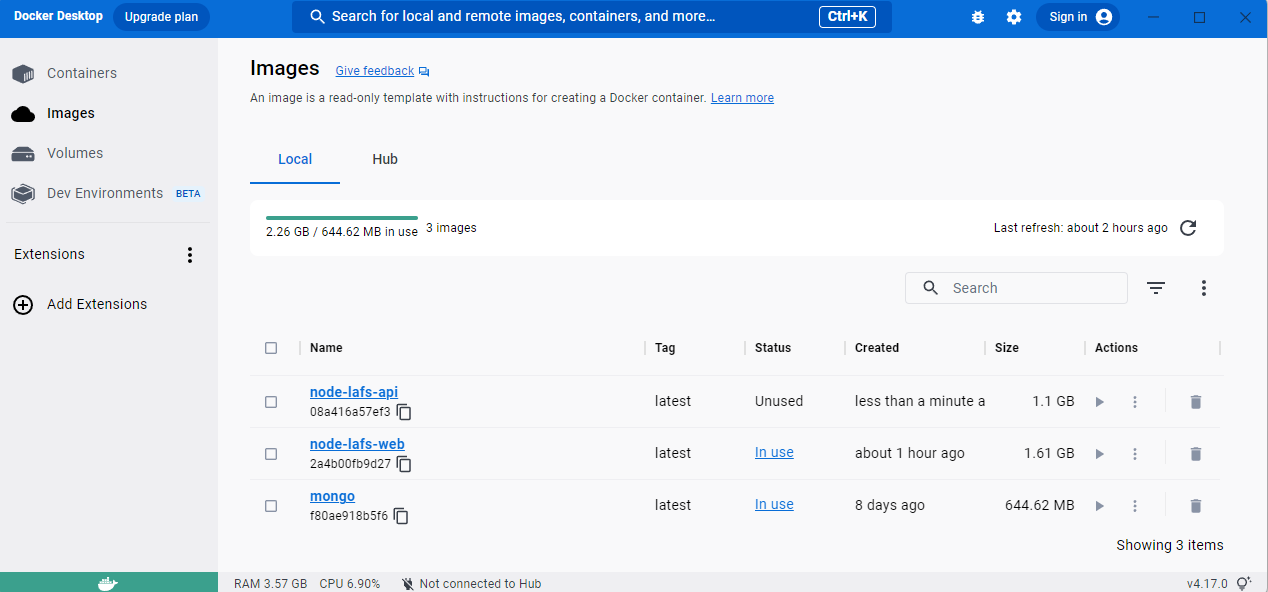 Docker Desktop Upgrade plan Search for local and remote images, containers, and more... Ctrl+K Sign in
Containers
Images
Volumes
Dev Environments BETA
Extensions
Add Extensions
Images Give feedback
An image is a read-only template with instructions for creating a Docker container. Learn more
Local Hub
2.26 GB / 644.62 MB in use 3 images Last refresh: about 2 hours ago
Search
Name Tag Status Created Size Actions
node-lafs-api latest Unused less than a minute a 1.1 GB
08a416a57ef3
node-lafs-web latest In use about 1 hour ago 1.61 GB
2a4b00fb9d27
mongo latest In use 8 days ago 644.62 MB
f80ae918b5f6
Showing 3 items
RAM 3.57 GB CPU 6.90% Not connected to Hub v4.17.0